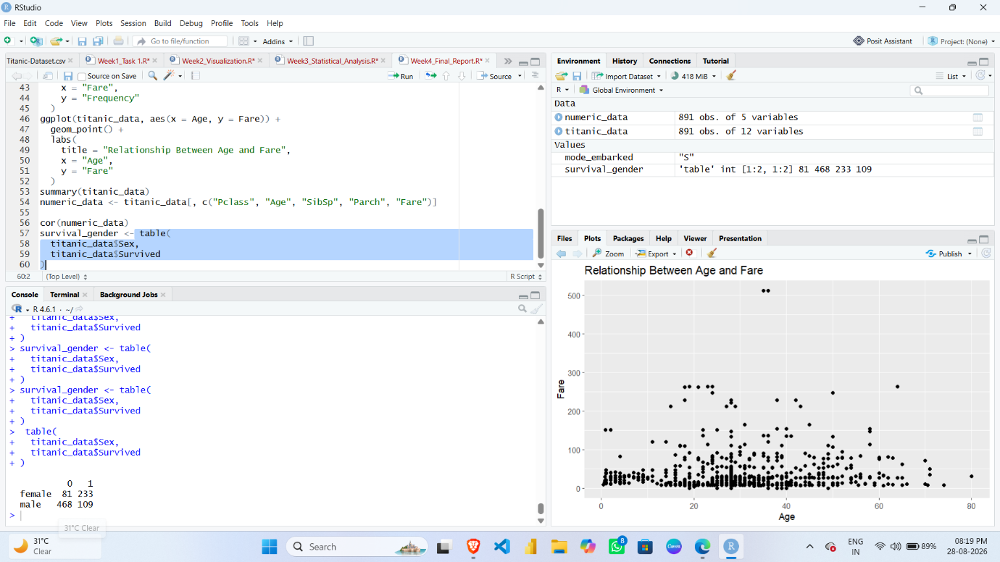 RStudio
File Edit Code View Plots Session Build Debug Profile Tools Help
Go to file/function Addins Posit Assistant Project: (None)
Titanic-Dataset.csv Week1_Task 1.R* Week2_Visualization.R* Week3_Statistical_Analysis.R* Week4_Final_Report.R*
Source on Save Run Source
43 x = "Fare",
44 y = "Frequency"
45 )
46 ggplot(titanic_data, aes(x = Age, y = Fare)) +
47 geom_point() +
48 labs(
49 title = "Relationship Between Age and Fare",
50 x = "Age",
51 y = "Fare"
52 )
53 summary(titanic_data)
54 numeric_data <- titanic_data[, c("Pclass", "Age", "SibSp", "Parch", "Fare")]
55
56 cor(numeric_data)
57 survival_gender <- table(
58 titanic_data$Sex,
59 titanic_data$Survived
60 )
60:2 (Top Level) R Script
Console Terminal Background Jobs
R 4.6.1 · ~/
+ titanic_data$Sex,
+ titanic_data$Survived
+ )
> survival_gender <- table(
+ titanic_data$Sex,
+ titanic_data$Survived
+ )
> survival_gender <- table(
+ titanic_data$Sex,
+ titanic_data$Survived
+ )
> table(
+ titanic_data$Sex,
+ titanic_data$Survived
+ )
0 1
female 81 233
male 468 109
>
Environment History Connections Tutorial
Import Dataset 418 MiB List
R Global Environment
Data
numeric_data 891 obs. of 5 variables
titanic_data 891 obs. of 12 variables
Values
mode_embarked "S"
survival_gender 'table' int [1:2, 1:2] 81 468 233 109
Files Plots Packages Help Viewer Presentation
Zoom Export Publish
Relationship Between Age and Fare
500
400
300
200
100
0
Fare
0 20 40 60 80
Age
31°C Clear
31°C
Clear
Search
8
ENG
IN
89%
08:19 PM
28-08-2026